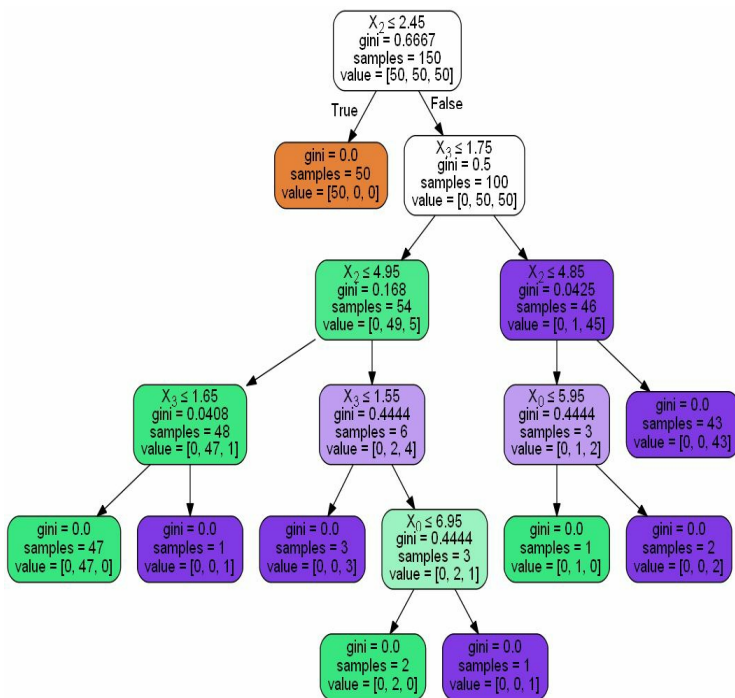 X₂ ≤ 2.45
gini = 0.6667
samples = 150
value = [50, 50, 50]
True
False
gini = 0.0
samples = 50
value = [50, 0, 0]
X₃ ≤ 1.75
gini = 0.5
samples = 100
value = [0, 50, 50]
X₂ ≤ 4.95
gini = 0.168
samples = 54
value = [0, 49, 5]
X₂ ≤ 4.85
gini = 0.0425
samples = 46
value = [0, 1, 45]
X₃ ≤ 1.65
gini = 0.0408
samples = 48
value = [0, 47, 1]
X₃ ≤ 1.55
gini = 0.4444
samples = 6
value = [0, 2, 4]
X₀ ≤ 5.95
gini = 0.4444
samples = 3
value = [0, 1, 2]
gini = 0.0
samples = 43
value = [0, 0, 43]
gini = 0.0
samples = 47
value = [0, 47, 0]
gini = 0.0
samples = 1
value = [0, 0, 1]
gini = 0.0
samples = 3
value = [0, 0, 3]
X₀ ≤ 6.95
gini = 0.4444
samples = 3
value = [0, 2, 1]
gini = 0.0
samples = 1
value = [0, 1, 0]
gini = 0.0
samples = 2
value = [0, 0, 2]
gini = 0.0
samples = 2
value = [0, 2, 0]
gini = 0.0
samples = 1
value = [0, 0, 1]